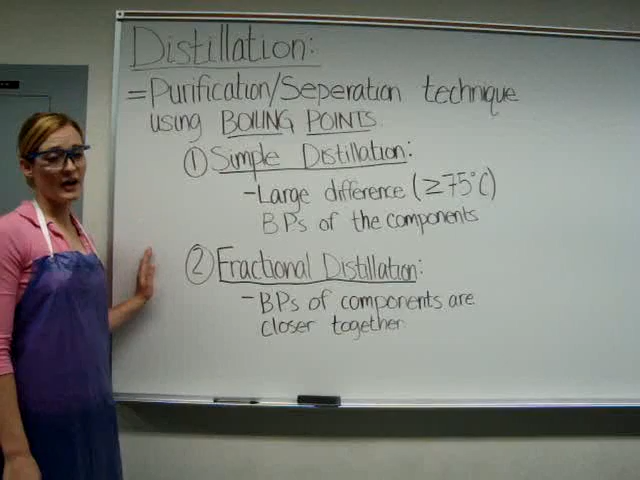 Distillation:
= Purification/Seperation technique
using BOILING POINTS
① Simple Distillation:
- Large difference (≥75°C)
BPs of the components
② Fractional Distillation:
- BPs of components are
closer together